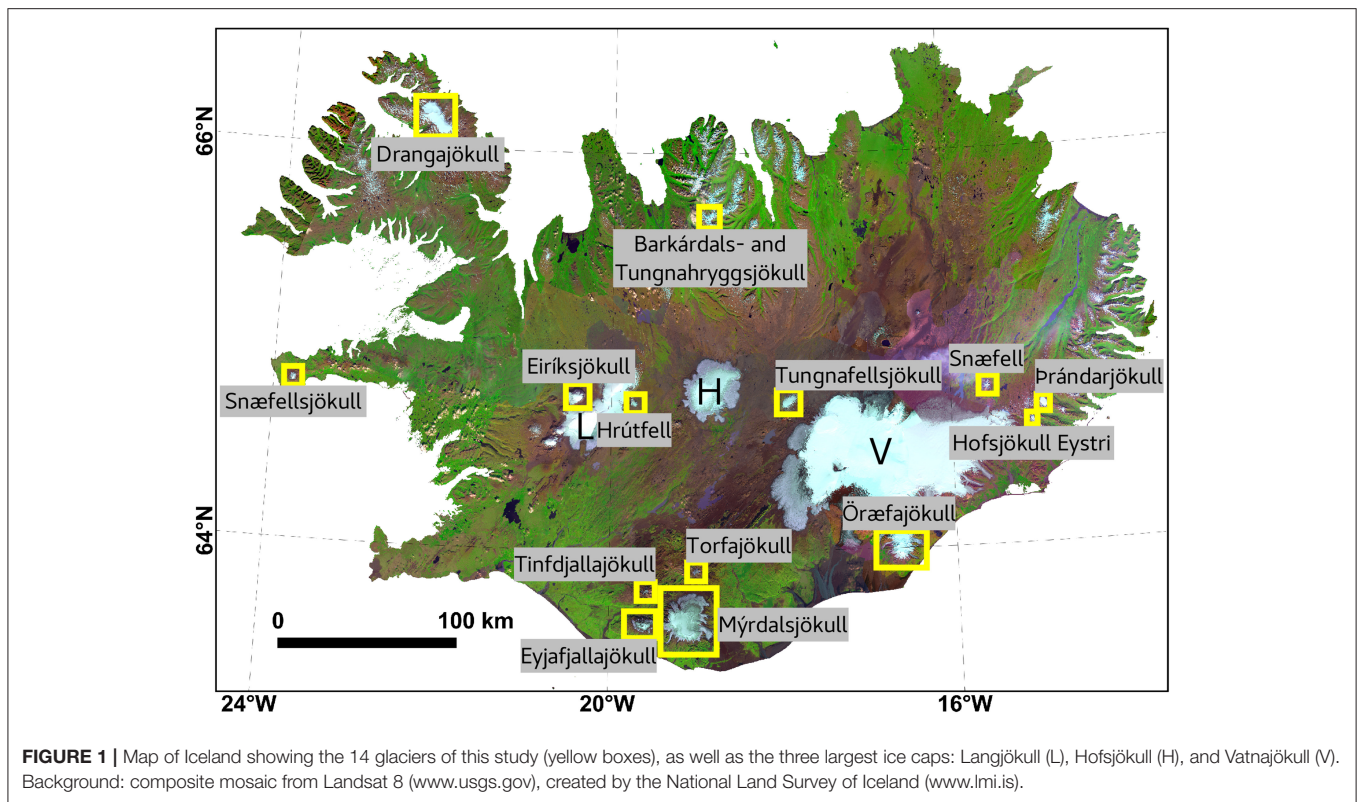 66°N
Drangajökull
Barkárdals- and
Tungnahryggsjökull
Eiríksjökull
Tungnafellsjökull
Snæfell
Þrándarjökull
Snæfellsjökull
H
L
Hrútfell
Hofsjökull Eystri
V
Öræfajökull
64°N
Torfajökull
Tinfdjallajökull
0
100 km
Mýrdalsjökull
Eyjafjallajökull
24°W
20°W
16°W
FIGURE 1 | Map of Iceland showing the 14 glaciers of this study (yellow boxes), as well as the three largest ice caps: Langjökull (L), Hofsjökull (H), and Vatnajökull (V).
Background: composite mosaic from Landsat 8 (www.usgs.gov), created by the National Land Survey of Iceland (www.lmi.is).